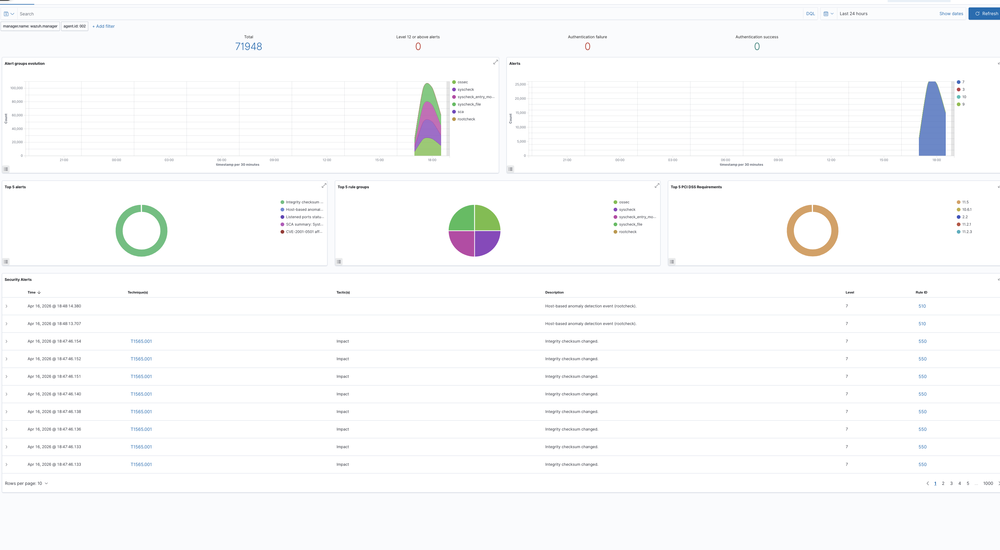 Search
DQL
Last 24 hours
Show dates
Refresh
manager.name: wazuh.manager
agent.id: 002
+ Add filter
Total
71948
Level 12 or above alerts
0
Authentication failure
0
Authentication success
0
Alert groups evolution
Count
100,000
80,000
60,000
40,000
20,000
0
21:00
00:00
03:00
06:00
09:00
12:00
15:00
18:00
timestamp per 30 minutes
ossec
syscheck
syscheck_entry_mo...
syscheck_file
sca
rootcheck
Alerts
Count
25,000
20,000
15,000
10,000
5,000
0
21:00
00:00
03:00
06:00
09:00
12:00
15:00
18:00
timestamp per 30 minutes
7
3
10
9
Top 5 alerts
Integrity checksum ...
Host-based anomal...
Listened ports statu...
SCA summary: Syst...
CVE-2001-0501 aff...
Top 5 rule groups
ossec
syscheck
syscheck_entry_mo...
syscheck_file
rootcheck
Top 5 PCI DSS Requirements
11.5
10.6.1
2.2
11.2.1
11.2.3
Security Alerts
Time Technique(s) Tactic(s) Description Level Rule ID
Apr 16, 2026 @ 18:48:14.380 Host-based anomaly detection event (rootcheck). 7 510
Apr 16, 2026 @ 18:48:13.707 Host-based anomaly detection event (rootcheck). 7 510
Apr 16, 2026 @ 18:47:46.154 T1565.001 Impact Integrity checksum changed. 7 550
Apr 16, 2026 @ 18:47:46.152 T1565.001 Impact Integrity checksum changed. 7 550
Apr 16, 2026 @ 18:47:46.151 T1565.001 Impact Integrity checksum changed. 7 550
Apr 16, 2026 @ 18:47:46.140 T1565.001 Impact Integrity checksum changed. 7 550
Apr 16, 2026 @ 18:47:46.138 T1565.001 Impact Integrity checksum changed. 7 550
Apr 16, 2026 @ 18:47:46.136 T1565.001 Impact Integrity checksum changed. 7 550
Apr 16, 2026 @ 18:47:46.133 T1565.001 Impact Integrity checksum changed. 7 550
Apr 16, 2026 @ 18:47:46.133 T1565.001 Impact Integrity checksum changed. 7 550
Rows per page: 10
1 2 3 4 5 ... 1000